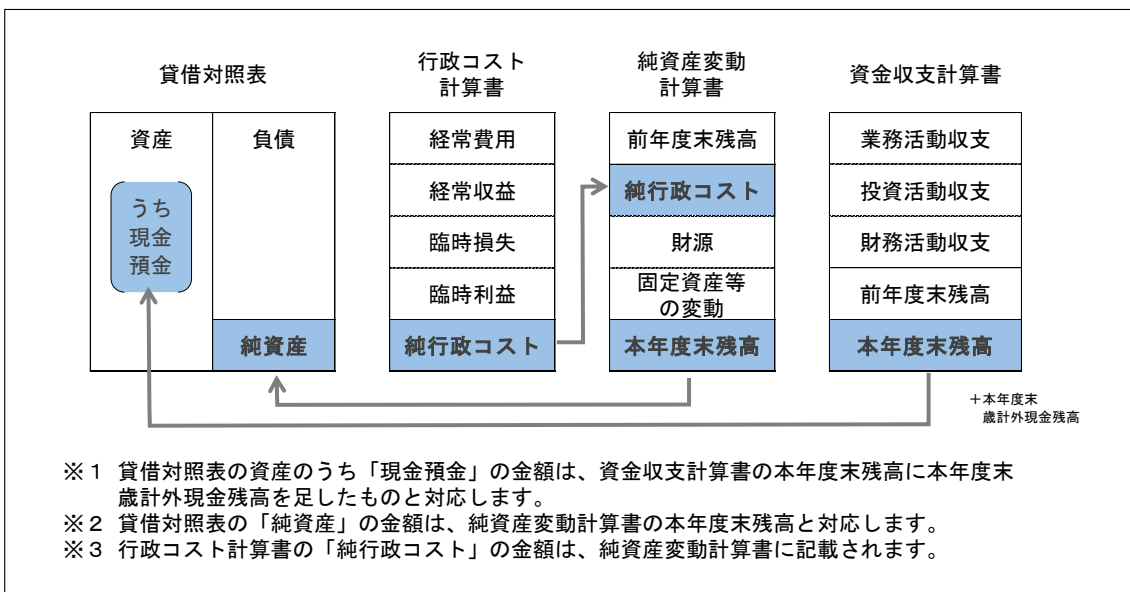 貸借対照表
行政コスト
計算書
純資産変動
計算書
資金収支計算書
資産
負債
うち
現金
預金
純資産
経常費用
経常収益
臨時損失
臨時利益
純行政コスト
前年度末残高
純行政コスト
財源
固定資産等
の変動
本年度末残高
業務活動収支
投資活動収支
財務活動収支
前年度末残高
本年度末残高
＋本年度末
歳計外現金残高
※１ 貸借対照表の資産のうち「現金預金」の金額は、資金収支計算書の本年度末残高に本年度末
歳計外現金残高を足したものと対応します。
※２ 貸借対照表の「純資産」の金額は、純資産変動計算書の本年度末残高と対応します。
※３ 行政コスト計算書の「純行政コスト」の金額は、純資産変動計算書に記載されます。